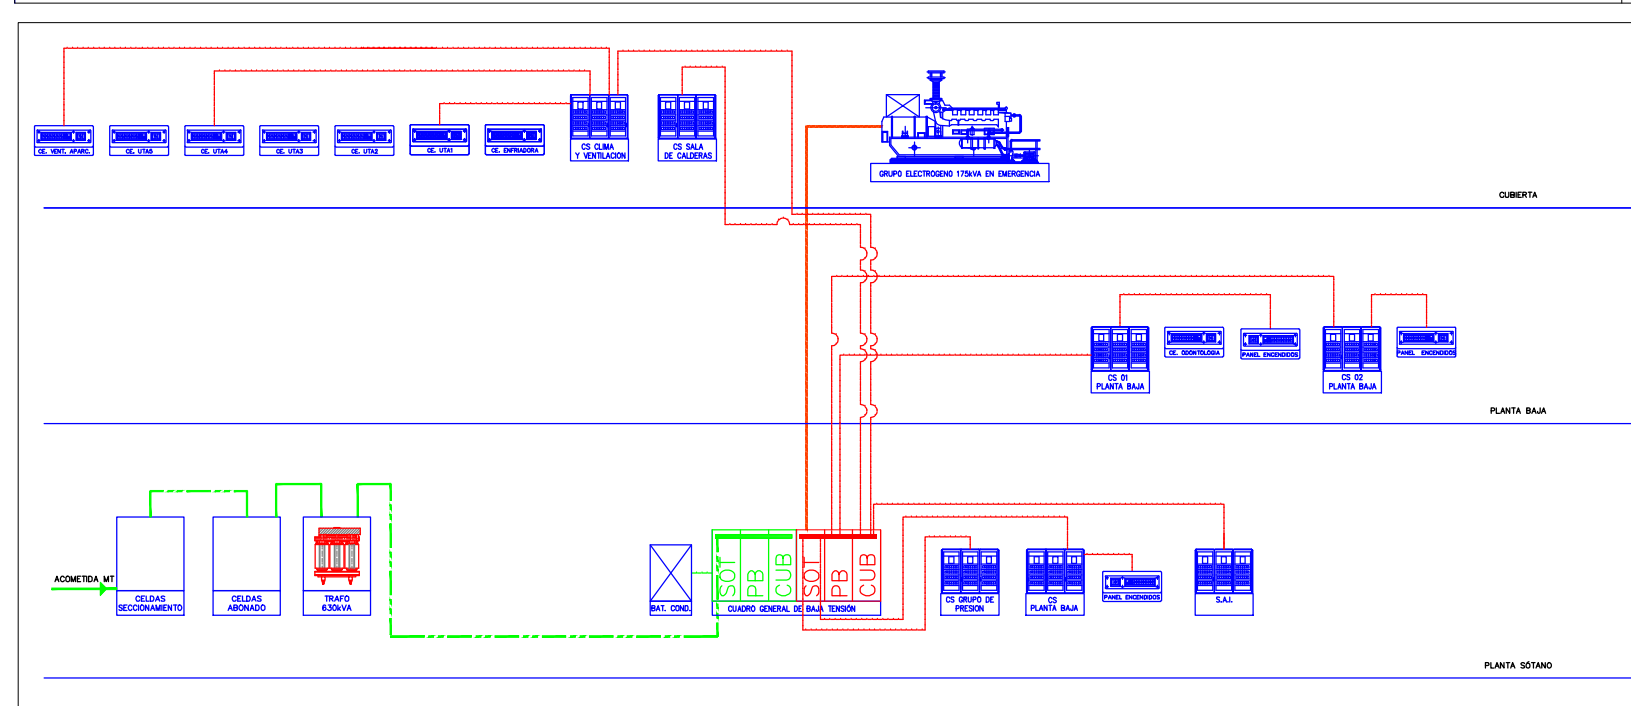 CS CLIMA
Y VENTILACION
CS SALA
DE CALDERAS
CE. VENT. APARC.
CE. UTA5
CE. UTA4
CE. UTA3
CE. UTA2
CE. UTA1
CE. ENFRIADORA
GRUPO ELECTROGENO 175kVA EN EMERGENCIA
CUBIERTA
CE. ODONTOLOGIA
PANEL ENCENDIDOS
PANEL ENCENDIDOS
CS 01
PLANTA BAJA
CS 02
PLANTA BAJA
PLANTA BAJA
ACOMETIDA MT
CELDAS
SECCIONAMIENTO
CELDAS
ABONADO
TRAFO
630kVA
BAT. COND.
SOT
PB
CUB
SOT
PB
CUB
CUADRO GENERAL DE BAJA TENSIÓN
CS GRUPO DE
PRESION
CS
PLANTA BAJA
PANEL ENCENDIDOS
S.A.I.
PLANTA SÓTANO